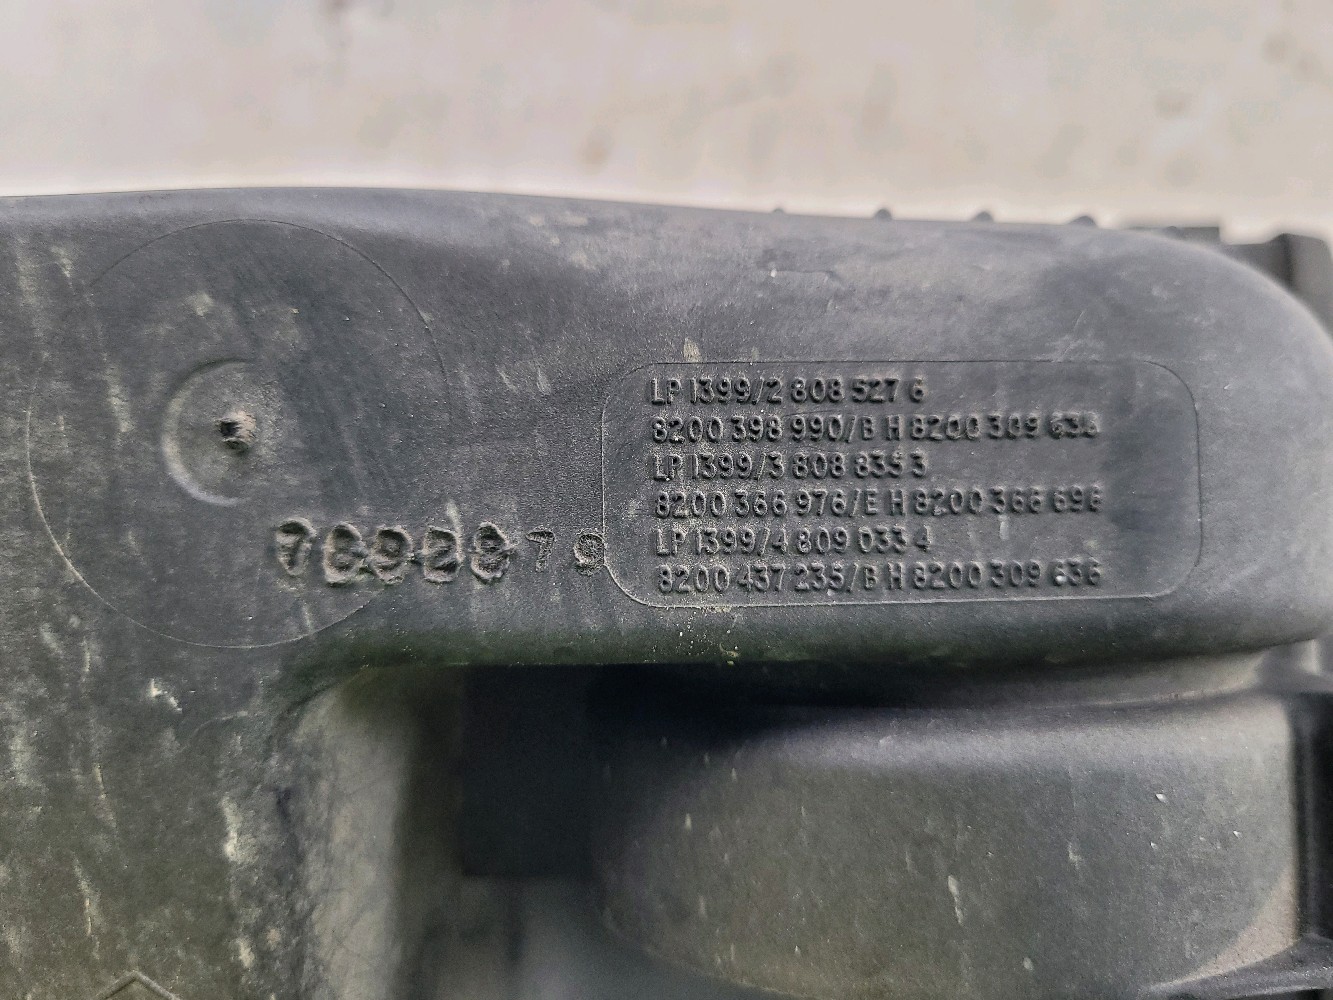 LP 1399/2 808 527 6
8200 398 990/B H 8200 309 636
LP 1399/3 808 835 3
8200 366 976/E H 8200 366 696
LP 1399/4 809 033 4
8200 437 235/B H 8200 309 636